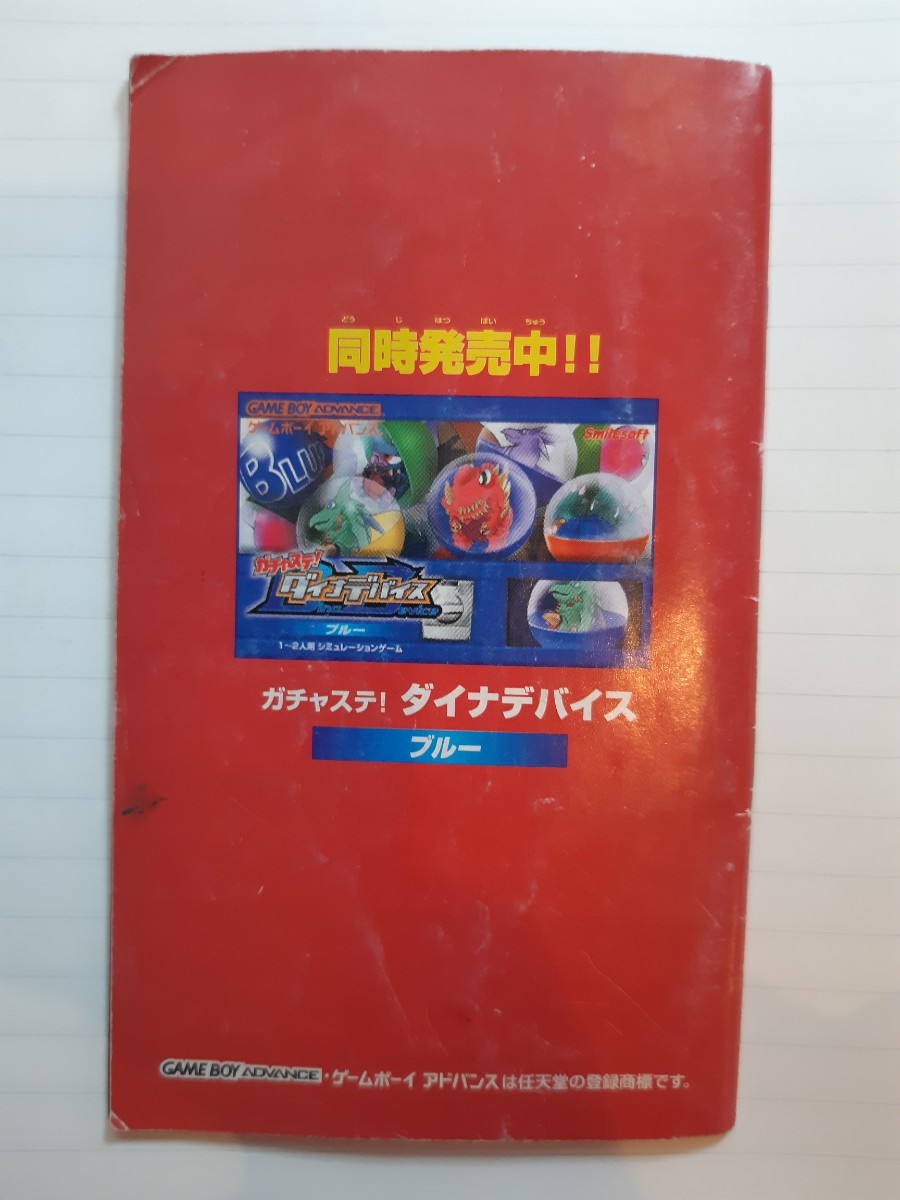 どう じ はつ ばい ちゅう
同時発売中!!
GAME BOY ADVANCE
ゲームボーイ アドバンス
Smilesoft
BLU
ガチャステ!
ダイナデバイス
ブルー
1~2人用 シミュレーションゲーム
ガチャステ! ダイナデバイス
ブルー
GAME BOY ADVANCE・ゲームボーイ アドバンスは任天堂の登録商標です。